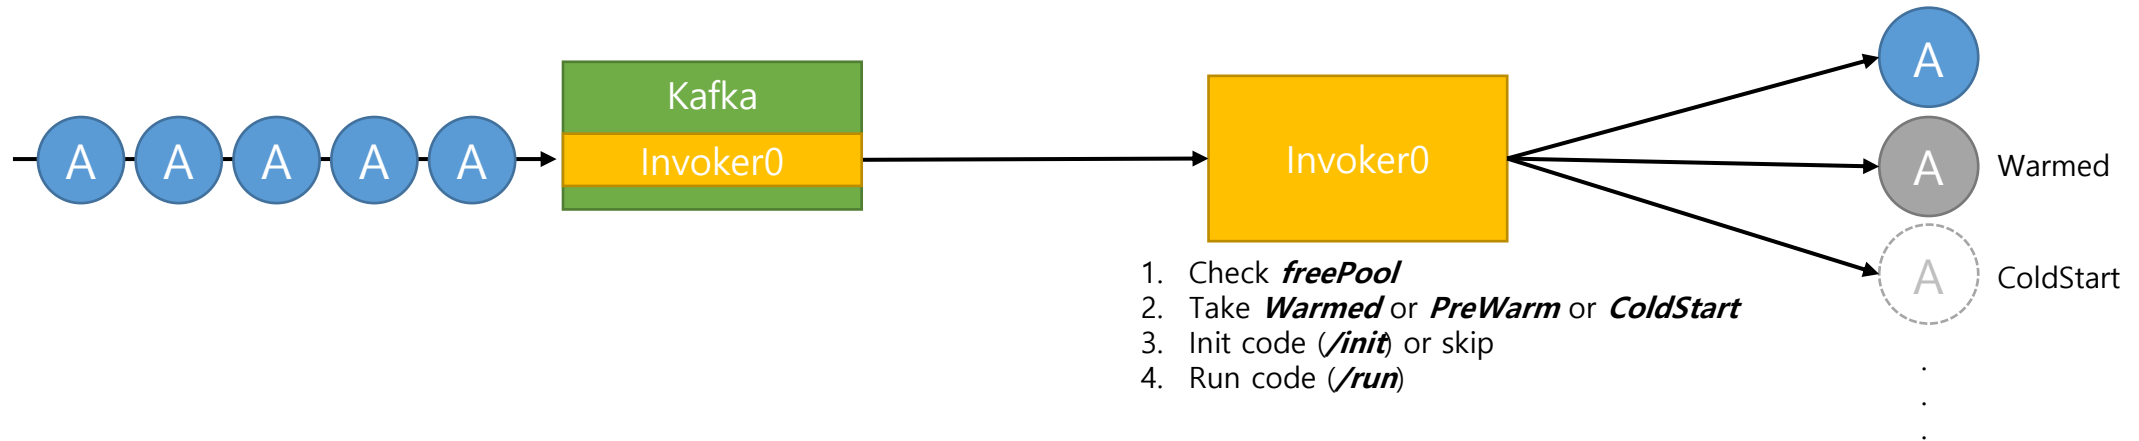 A A A A A
Kafka
Invoker0
Invoker0
A
A Warmed
A ColdStart
1. Check freePool
2. Take Warmed or PreWarm or ColdStart
3. Init code (/init) or skip
4. Run code (/run)
.
.
.